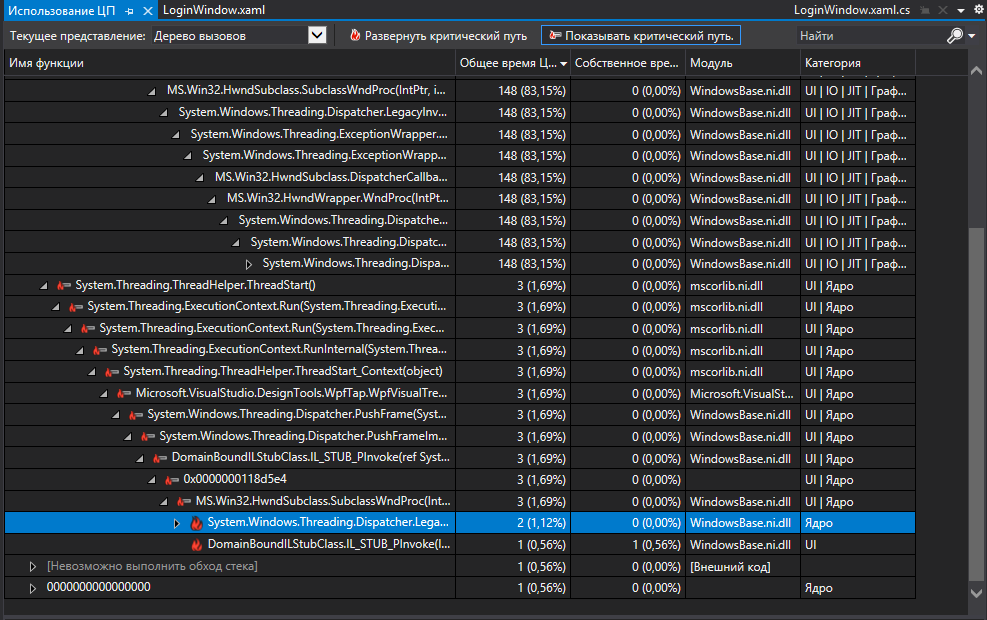 Использование ЦП LoginWindow.xaml LoginWindow.xaml.cs
Текущее представление: Дерево вызовов Развернуть критический путь Показывать критический путь. Найти
Имя функции Общее время Ц... Собственное вре... Модуль Категория
MS.Win32.HwndSubclass.SubclassWndProc(IntPtr, i... 148 (83,15%) 0 (0,00%) WindowsBase.ni.dll UI | IO | JIT | Граф...
System.Windows.Threading.Dispatcher.LegacyInv... 148 (83,15%) 0 (0,00%) WindowsBase.ni.dll UI | IO | JIT | Граф...
System.Windows.Threading.ExceptionWrapper.... 148 (83,15%) 0 (0,00%) WindowsBase.ni.dll UI | IO | JIT | Граф...
System.Windows.Threading.ExceptionWrapp... 148 (83,15%) 0 (0,00%) WindowsBase.ni.dll UI | IO | JIT | Граф...
MS.Win32.HwndSubclass.DispatcherCallba... 148 (83,15%) 0 (0,00%) WindowsBase.ni.dll UI | IO | JIT | Граф...
MS.Win32.HwndWrapper.WndProc(IntPt... 148 (83,15%) 0 (0,00%) WindowsBase.ni.dll UI | IO | JIT | Граф...
System.Windows.Threading.Dispatche... 148 (83,15%) 0 (0,00%) WindowsBase.ni.dll UI | IO | JIT | Граф...
System.Windows.Threading.Dispatc... 148 (83,15%) 0 (0,00%) WindowsBase.ni.dll UI | IO | JIT | Граф...
System.Windows.Threading.Dispa... 148 (83,15%) 0 (0,00%) WindowsBase.ni.dll UI | IO | JIT | Граф...
System.Threading.ThreadHelper.ThreadStart() 3 (1,69%) 0 (0,00%) mscorlib.ni.dll UI | Ядро
System.Threading.ExecutionContext.Run(System.Threading.Executi... 3 (1,69%) 0 (0,00%) mscorlib.ni.dll UI | Ядро
System.Threading.ExecutionContext.Run(System.Threading.Exec... 3 (1,69%) 0 (0,00%) mscorlib.ni.dll UI | Ядро
System.Threading.ExecutionContext.RunInternal(System.Threa... 3 (1,69%) 0 (0,00%) mscorlib.ni.dll UI | Ядро
System.Threading.ThreadHelper.ThreadStart_Context(object) 3 (1,69%) 0 (0,00%) mscorlib.ni.dll UI | Ядро
Microsoft.VisualStudio.DesignTools.WpfTap.WpfVisualTre... 3 (1,69%) 0 (0,00%) Microsoft.VisualSt... UI | Ядро
System.Windows.Threading.Dispatcher.PushFrame(Syst... 3 (1,69%) 0 (0,00%) WindowsBase.ni.dll UI | Ядро
System.Windows.Threading.Dispatcher.PushFrameIm... 3 (1,69%) 0 (0,00%) WindowsBase.ni.dll UI | Ядро
DomainBoundILStubClass.IL_STUB_PInvoke(ref Syst... 3 (1,69%) 0 (0,00%) WindowsBase.ni.dll UI | Ядро
0x0000000118d5e4 3 (1,69%) 0 (0,00%) UI | Ядро
MS.Win32.HwndSubclass.SubclassWndProc(Int... 3 (1,69%) 0 (0,00%) WindowsBase.ni.dll UI | Ядро
System.Windows.Threading.Dispatcher.Lega... 2 (1,12%) 0 (0,00%) WindowsBase.ni.dll Ядро
DomainBoundILStubClass.IL_STUB_PInvoke(I... 1 (0,56%) 1 (0,56%) WindowsBase.ni.dll UI
[Невозможно выполнить обход стека] 1 (0,56%) 0 (0,00%) [Внешний код]
0000000000000000 1 (0,56%) 0 (0,00%) Ядро